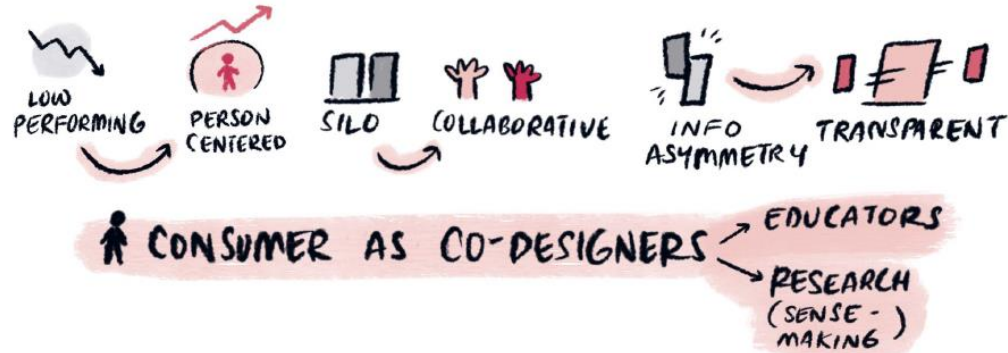 LOW
PERFORMING
PERSON
CENTERED
SILO
COLLABORATIVE
INFO
ASYMMETRY
TRANSPARENT
CONSUMER AS CO-DESIGNERS
EDUCATORS
RESEARCH
(SENSE-
MAKING)